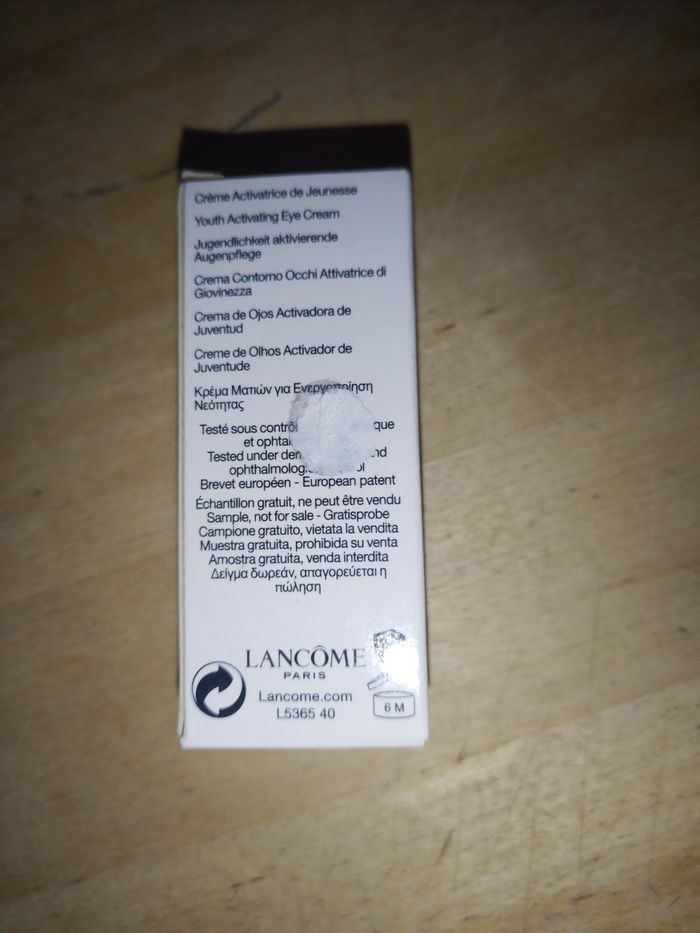 Crème Activatrice de Jeunesse
Youth Activating Eye Cream
Jugendlichkeit aktivierende
Augenpflege
Crema Contorno Occhi Attivatrice di
Giovinezza
Crema de Ojos Activadora de
Juventud
Creme de Olhos Activador de
Juventude
Κρέμα Ματιών για Ενεργοποίηση
Νεότητας
Testé sous
et
Tested under
Brevet européen - European patent
Échantillon gratuit, ne peut être vendu
Sample, not for sale - Gratisprobe
Campione gratuito, vietata la vendita
Muestra gratuita, prohibida su venta
Amostra gratuita, venda interdita
Δείγμα δωρεάν, απαγορεύεται η
πώληση
LANCÔME
PARIS
Lancome.com
L5365 40
6 M